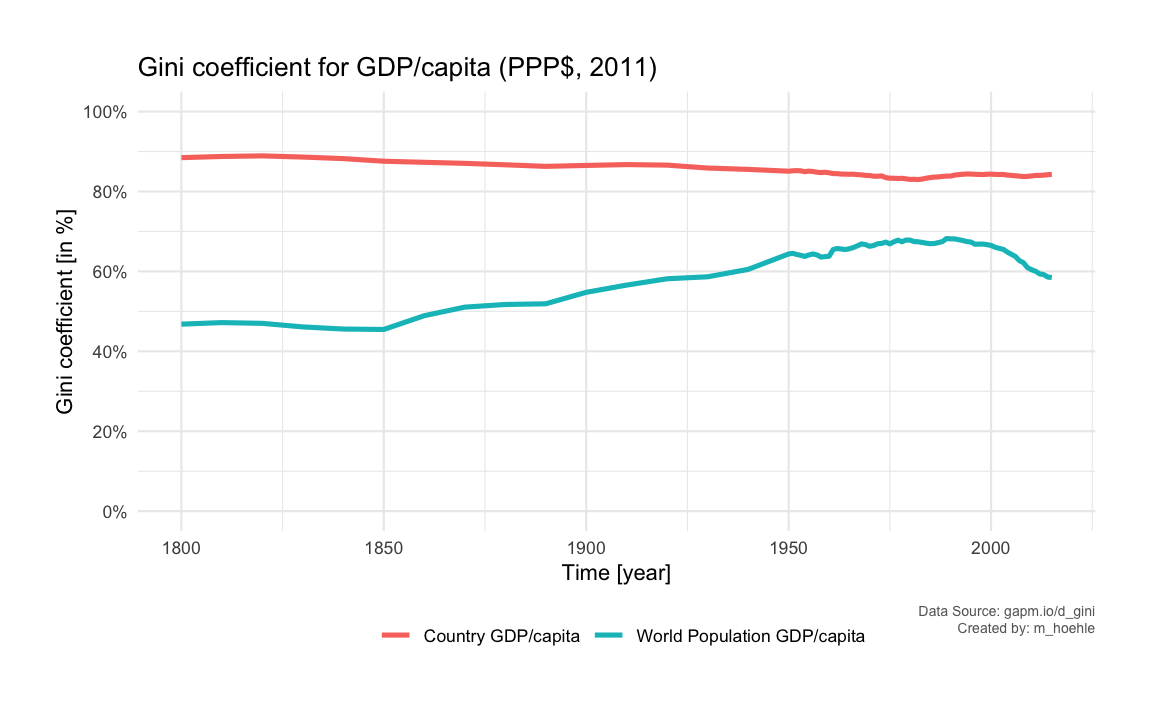 Gini coefficient for GDP/capita (PPP$, 2011)
100%
80%
60%
40%
20%
0%
Gini coefficient [in %]
1800 1850 1900 1950 2000
Time [year]
Data Source: gapm.io/d_gini
Created by: m_hoehle
Country GDP/capita World Population GDP/capita